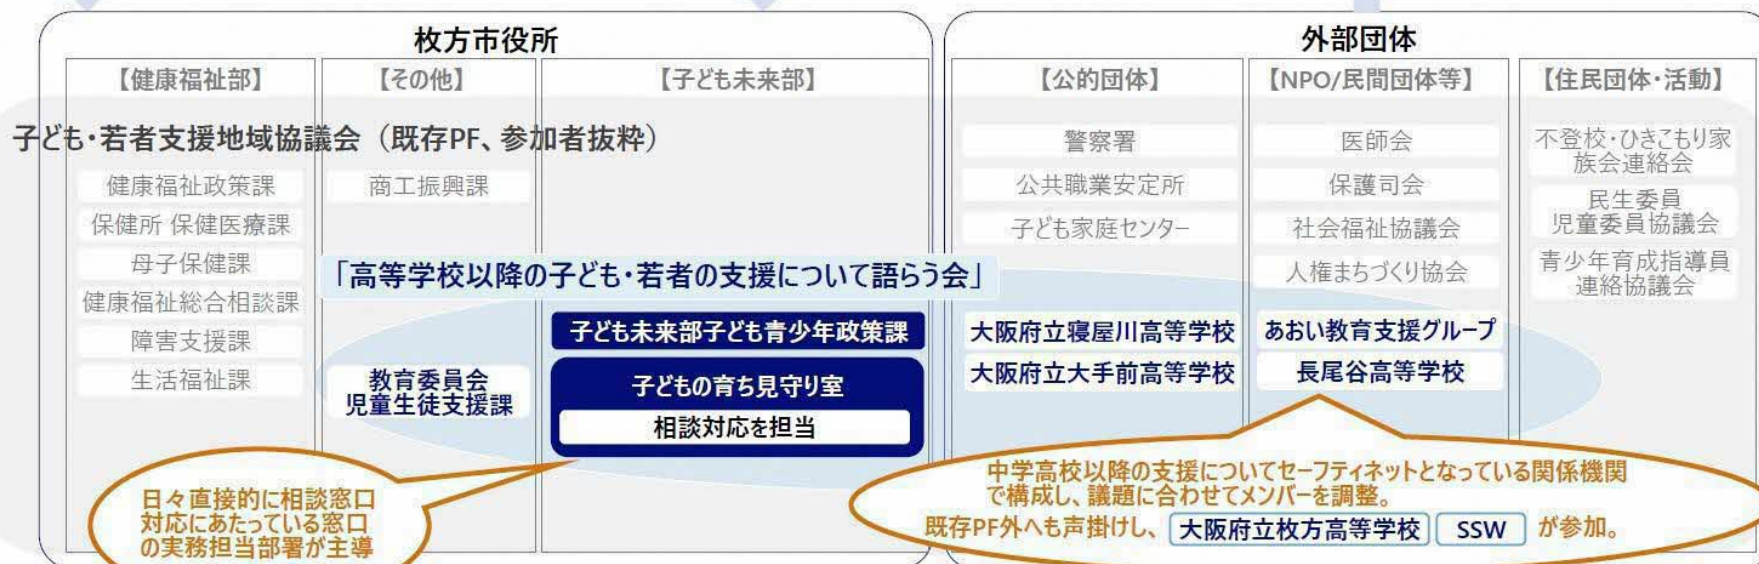 枚方市役所
【健康福祉部】
【その他】
【子ども未来部】
外部団体
【公的団体】
【NPO/民間団体等】
【住民団体・活動】
子ども・若者支援地域協議会（既存PF、参加者抜粋）
健康福祉政策課
保健所 保健医療課
母子保健課
健康福祉総合相談課
障害支援課
生活福祉課
商工振興課
警察署
公共職業安定所
子ども家庭センター
医師会
保護司会
社会福祉協議会
人権まちづくり協会
不登校・ひきこもり家
族会連絡会
民生委員
児童委員協議会
青少年育成指導員
連絡協議会
「高等学校以降の子ども・若者の支援について語らう会」
教育委員会
児童生徒支援課
子ども未来部子ども青少年政策課
子どもの育ち見守り室
相談対応を担当
大阪府立寝屋川高等学校
大阪府立大手前高等学校
あおい教育支援グループ
長尾谷高等学校
日々直接的に相談窓口
対応にあたっている窓口
の実務担当部署が主導
中学高校以降の支援についてセーフティネットとなっている関係機関
で構成し、議題に合わせてメンバーを調整。
既存PF外へも声掛けし、 大阪府立枚方高等学校 SSW が参加。